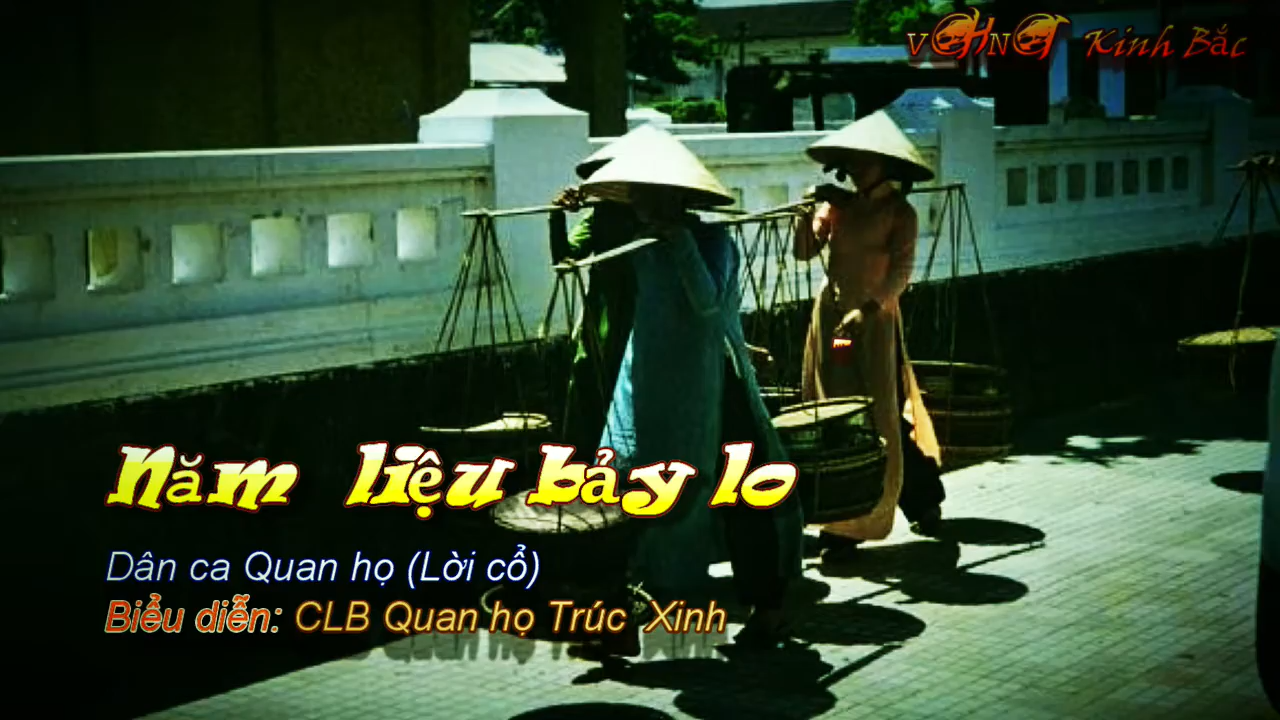 VHNT Kinh Bắc
Năm liệu bảy lo
Dân ca Quan họ (Lời cổ)
Biểu diễn: CLB Quan họ Trúc Xinh